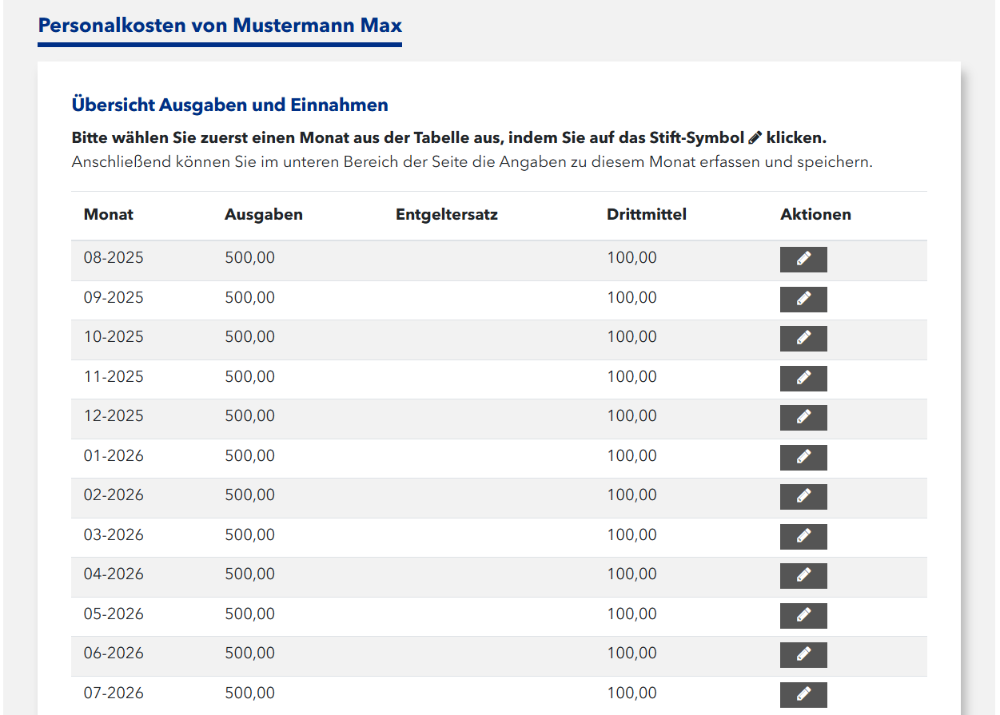 Personalkosten von Mustermann Max
Übersicht Ausgaben und Einnahmen
Bitte wählen Sie zuerst einen Monat aus der Tabelle aus, indem Sie auf das Stift-Symbol klicken.
Anschließend können Sie im unteren Bereich der Seite die Angaben zu diesem Monat erfassen und speichern.
Monat Ausgaben Entgeltersatz Drittmittel Aktionen
08-2025 500,00 100,00
09-2025 500,00 100,00
10-2025 500,00 100,00
11-2025 500,00 100,00
12-2025 500,00 100,00
01-2026 500,00 100,00
02-2026 500,00 100,00
03-2026 500,00 100,00
04-2026 500,00 100,00
05-2026 500,00 100,00
06-2026 500,00 100,00
07-2026 500,00 100,00